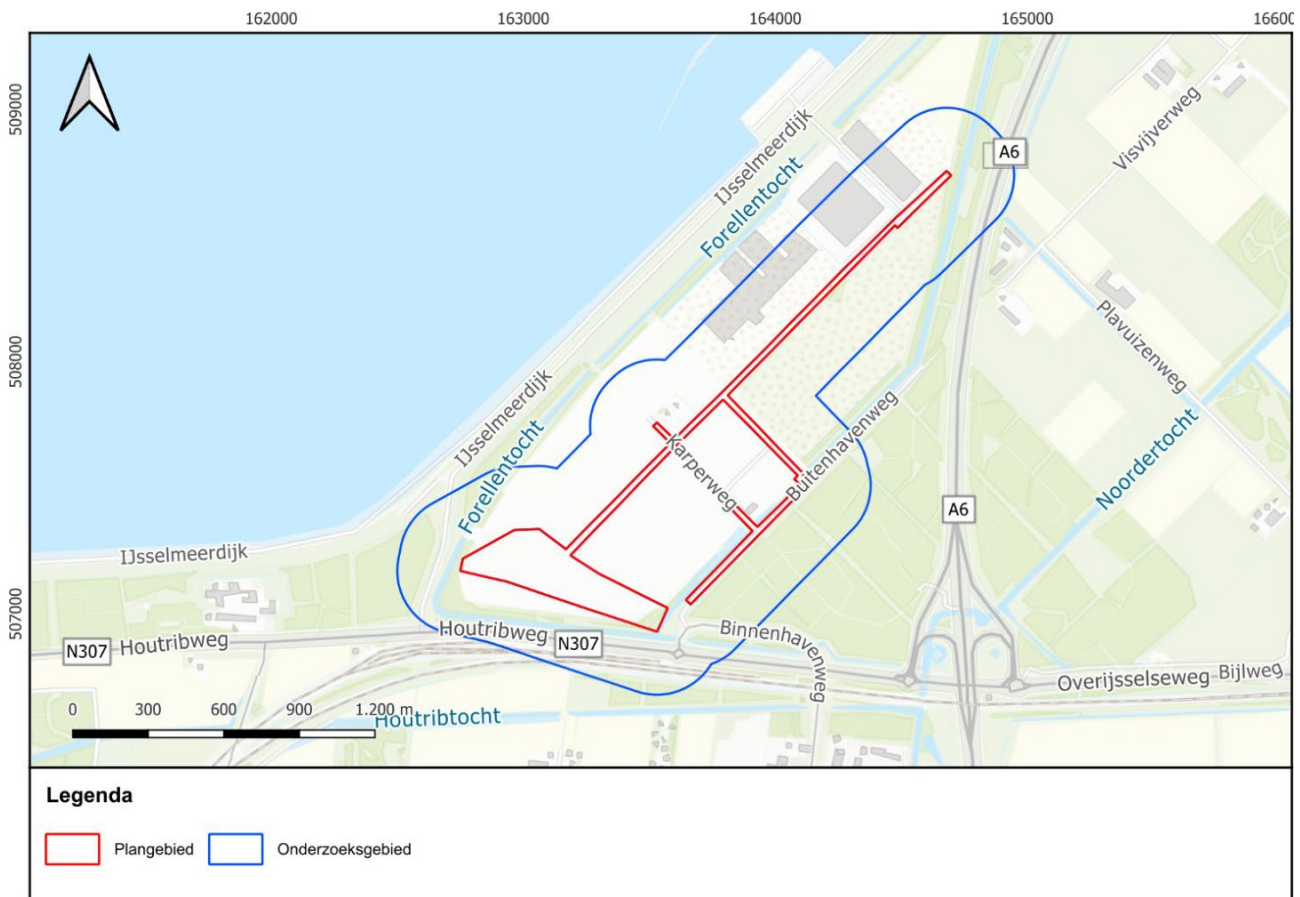 162000 163000 164000 165000 16600
509000
508000
507000
A6
Visvijverweg
IJsselmeerdijk
Forellentocht
Plavuizenweg
IJsselmeerdijk
Buitenhavenweg
Karperweg
Noordertocht
Forellentocht
A6
IJsselmeerdijk
N307
Houtribweg
Houtribweg
N307
Binnenhavenweg
Overijsselseweg
Bijlweg
0 300 600 900 1.200 m
Houtribtocht
Legenda
Plangebied
Onderzoeksgebied